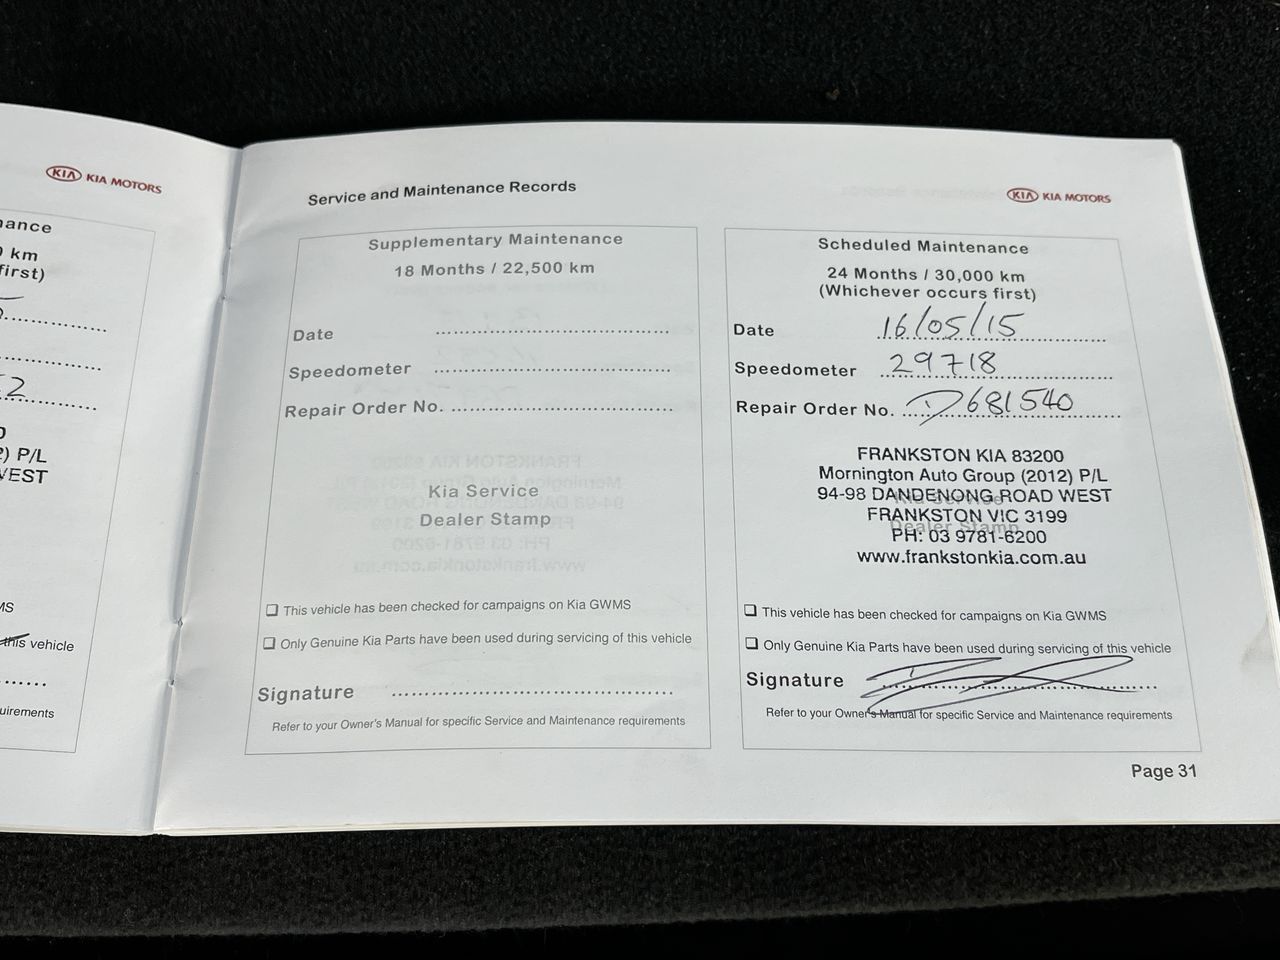 KIA KIA MOTORS
ance
km
first)
2
P/L
WEST
MS
this vehicle
uirements
Service and Maintenance Records
KIA KIA MOTORS
Supplementary Maintenance
18 Months / 22,500 km
Date
Speedometer
Repair Order No.
Kia Service
Dealer Stamp
❑ This vehicle has been checked for campaigns on Kia GWMS
❑ Only Genuine Kia Parts have been used during servicing of this vehicle
Signature
Refer to your Owner's Manual for specific Service and Maintenance requirements
Scheduled Maintenance
24 Months / 30,000 km
(Whichever occurs first)
Date 16/05/15
Speedometer 29718
Repair Order No. D681540
FRANKSTON KIA 83200
Mornington Auto Group (2012) P/L
94-98 DANDENONG ROAD WEST
FRANKSTON VIC 3199
Dealer Stamp
PH: 03 9781-6200
www.frankstonkia.com.au
❑ This vehicle has been checked for campaigns on Kia GWMS
❑ Only Genuine Kia Parts have been used during servicing of this vehicle
Signature
Refer to your Owner's Manual for specific Service and Maintenance requirements
Page 31